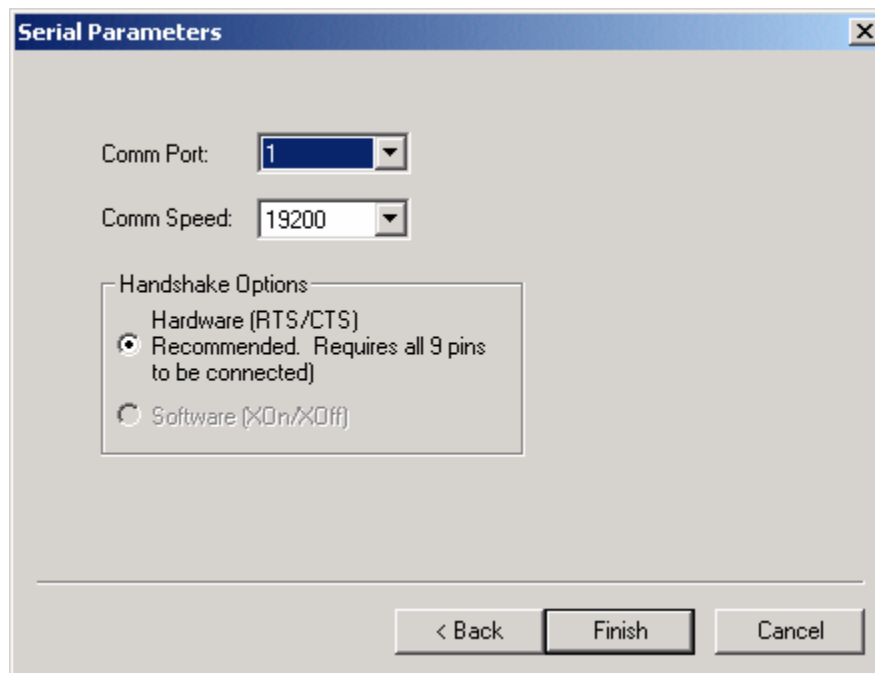 Serial Parameters
Comm Port: 1
Comm Speed: 19200
Handshake Options
Hardware (RTS/CTS)
Recommended.  Requires all 9 pins
to be connected)
Software (XOn/XOff)
< Back Finish Cancel